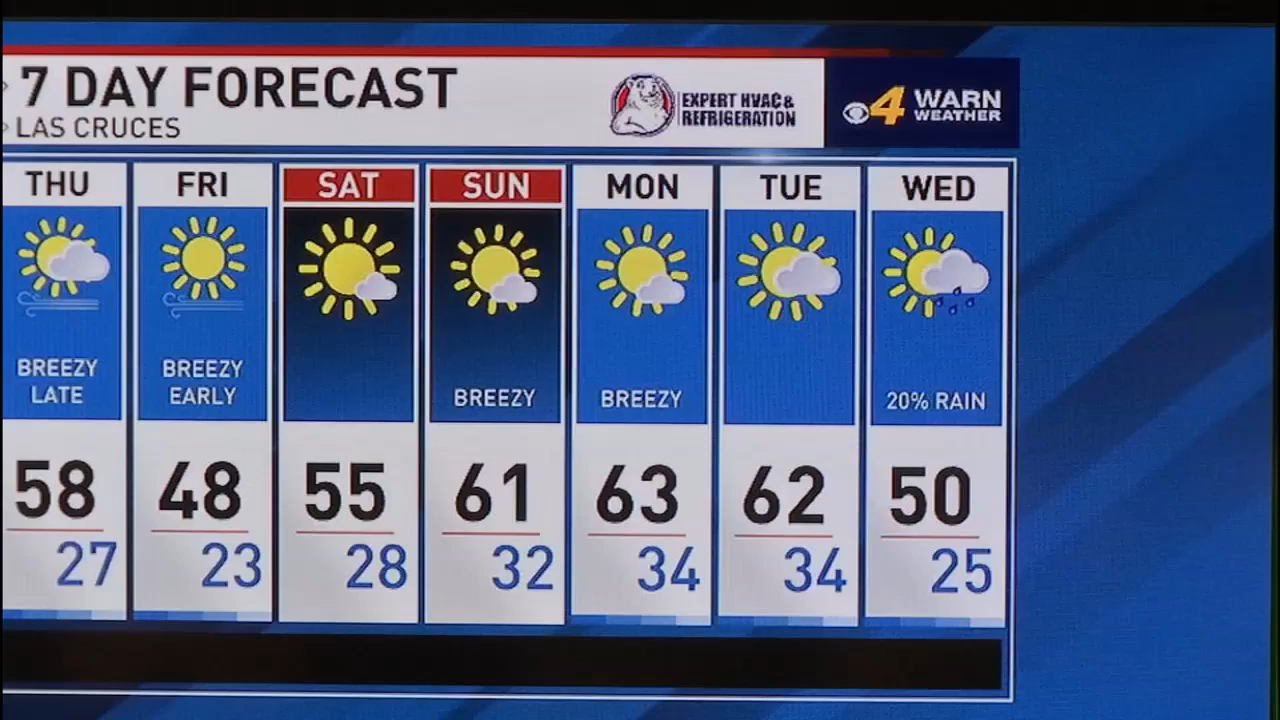 7 DAY FORECAST
LAS CRUCES
EXPERT HVAC&
REFRIGERATION
4 WARN
WEATHER
THU FRI SAT SUN MON TUE WED
BREEZY LATE
BREEZY EARLY
BREEZY
BREEZY
20% RAIN
58 48 55 61 63 62 50
27 23 28 32 34 34 25